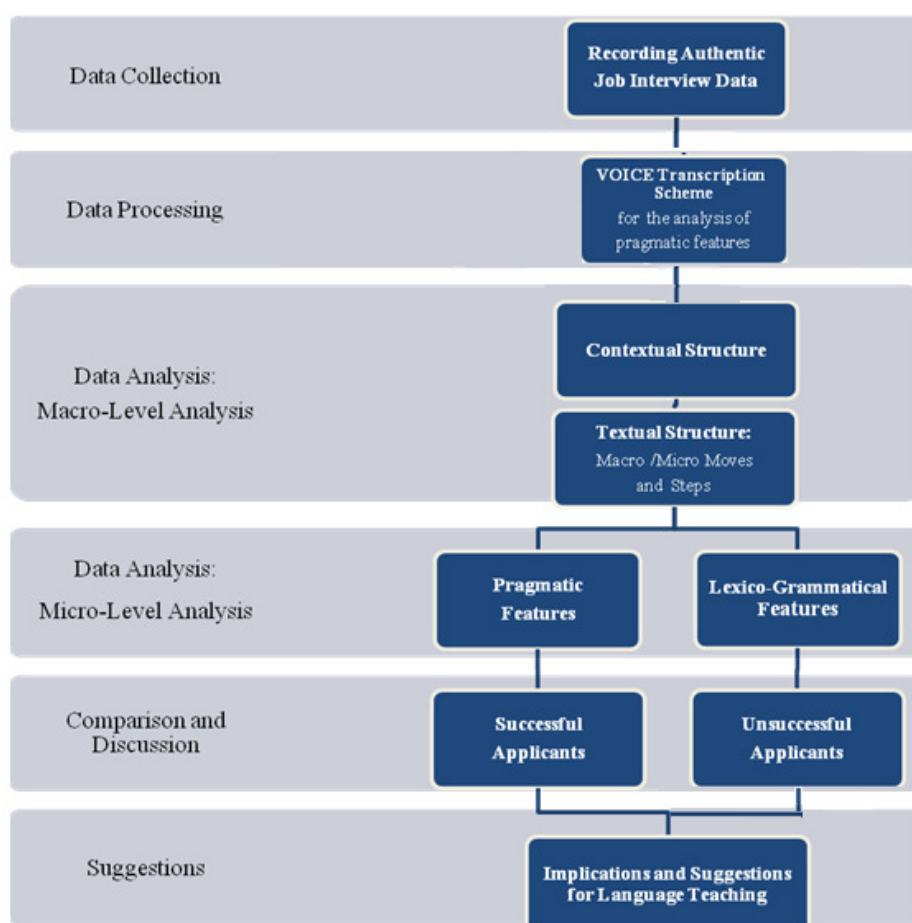 Data Collection
Recording Authentic
Job Interview Data
Data Processing
VOICE Transcription
Scheme
for the analysis of
pragmatic features
Data Analysis:
Macro-Level Analysis
Contextual Structure
Textual Structure:
Macro /Micro Moves
and Steps
Data Analysis:
Micro-Level Analysis
Pragmatic
Features
Lexico-Grammatical
Features
Comparison and
Discussion
Successful
Applicants
Unsuccessful
Applicants
Suggestions
Implications and Suggestions
for Language Teaching